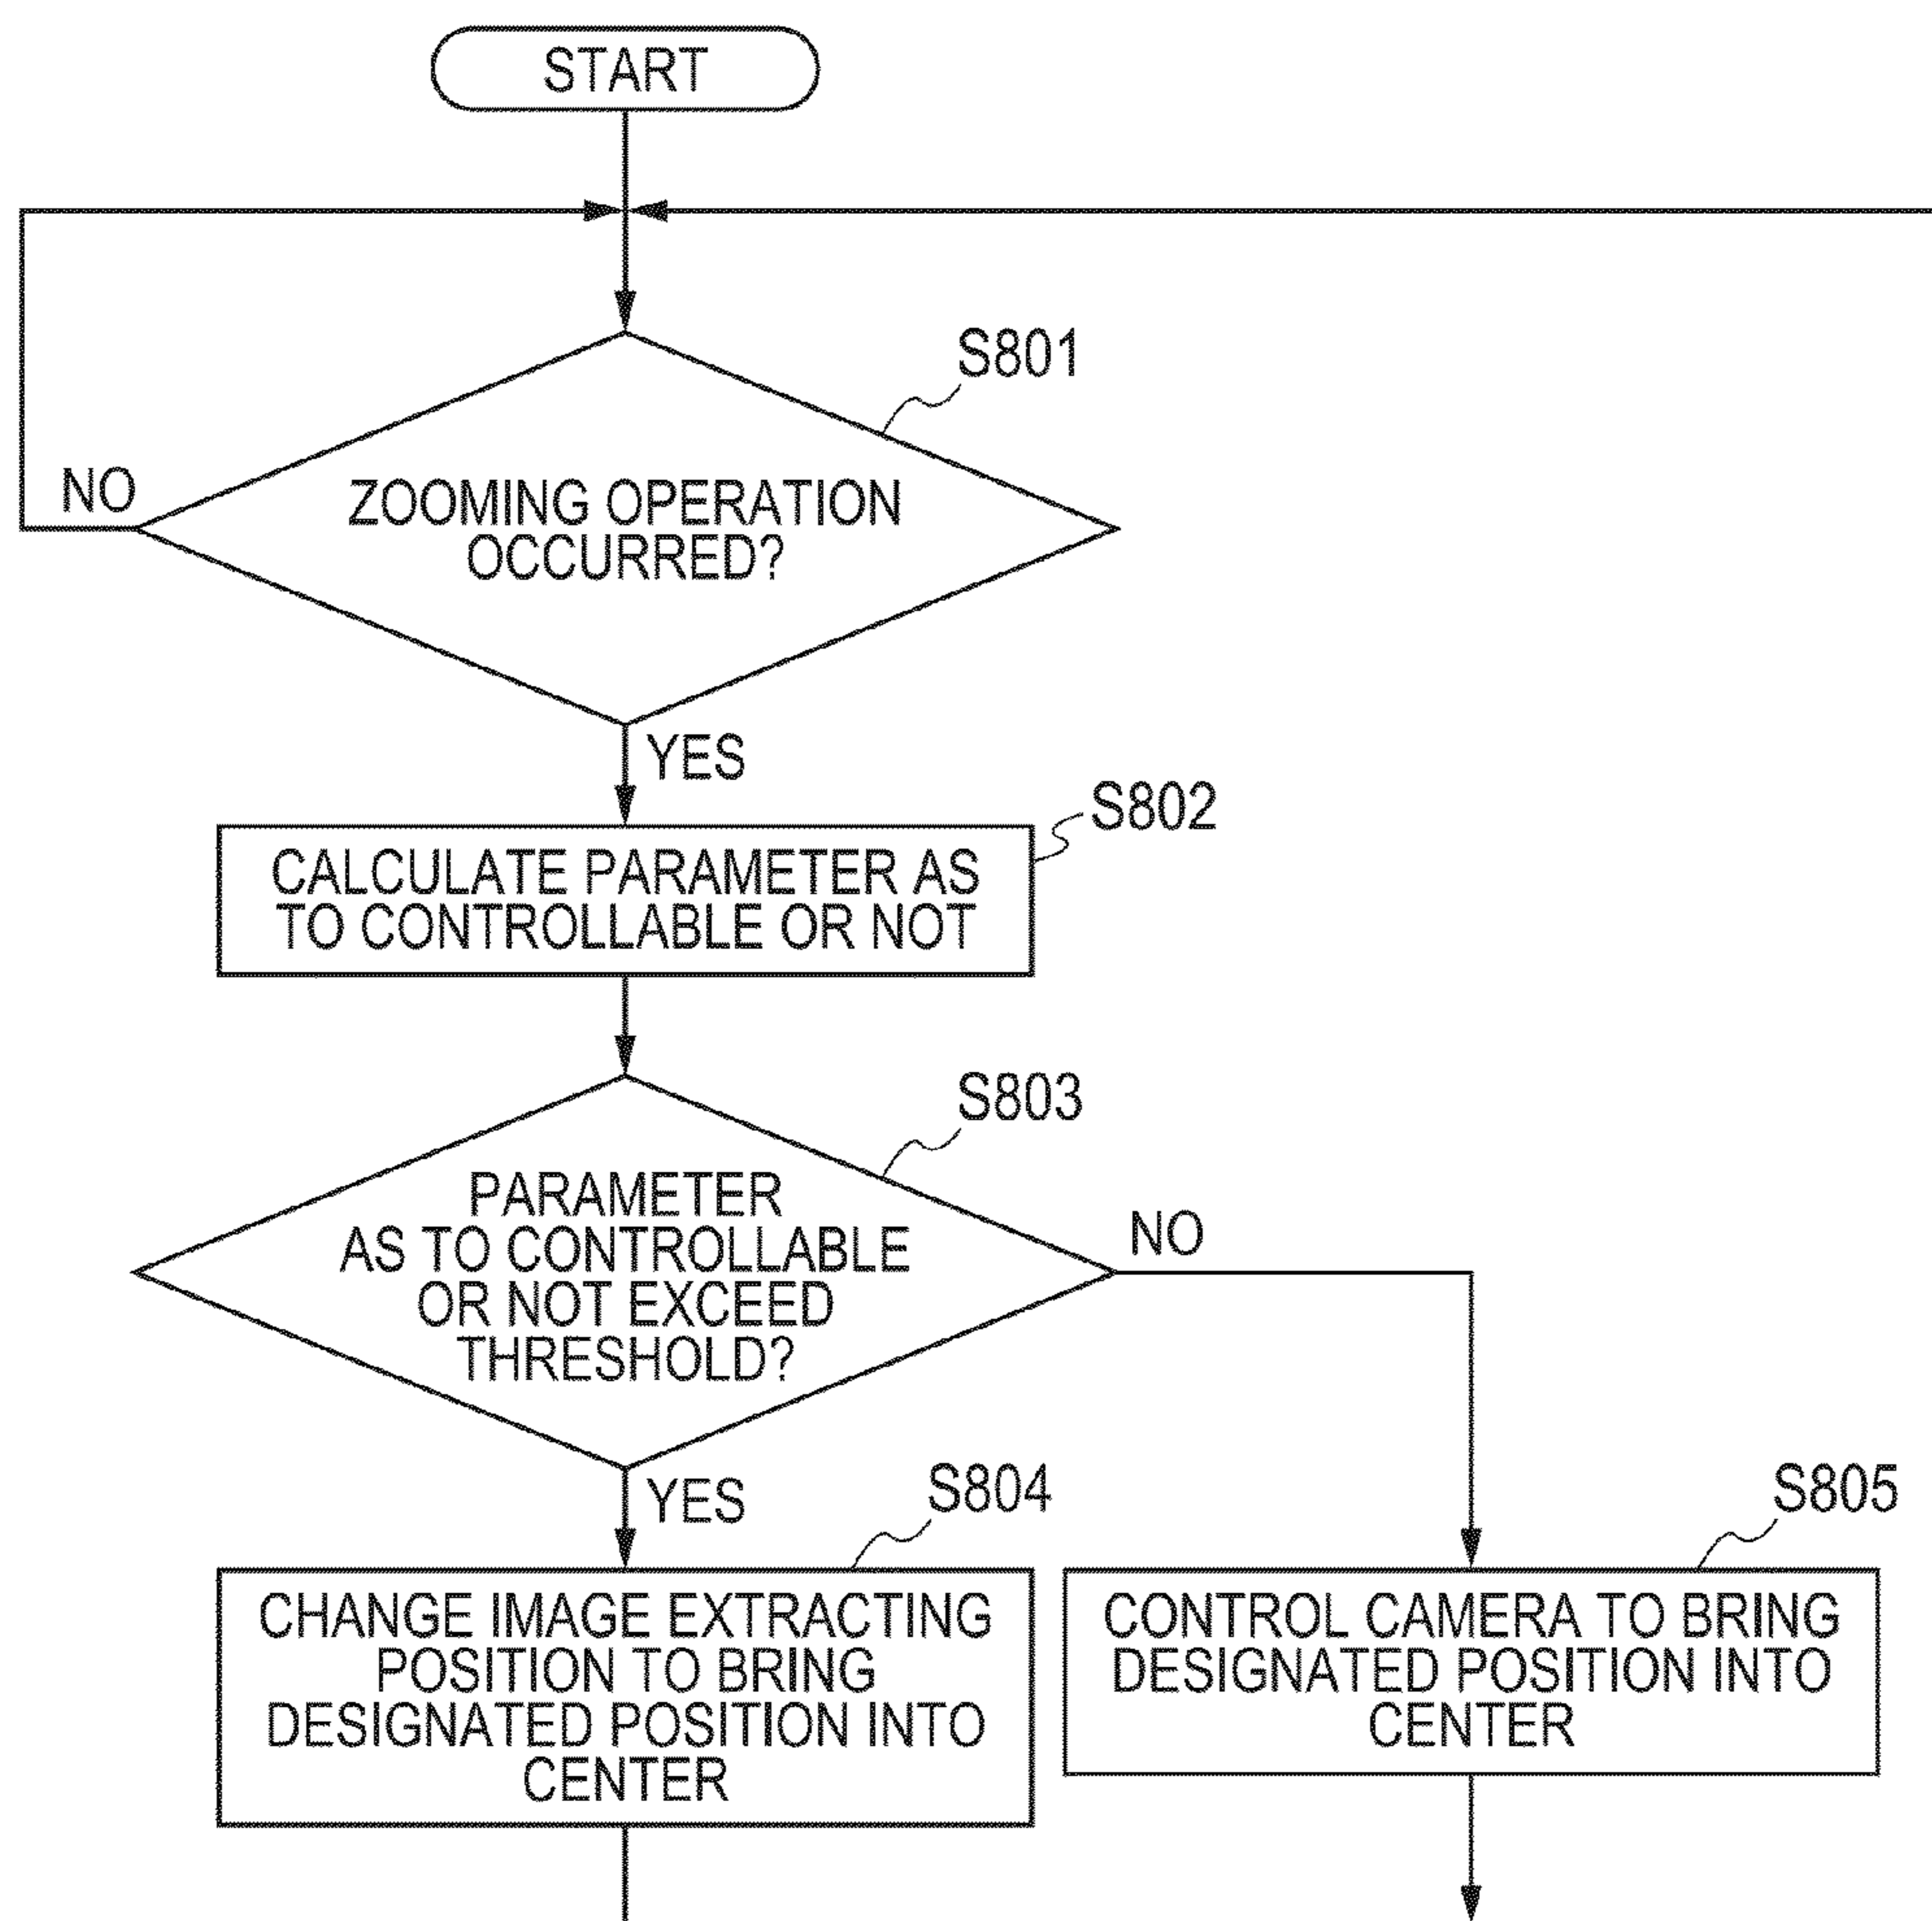 START
S801
ZOOMING OPERATION
OCCURRED?
NO
YES
S802
CALCULATE PARAMETER AS
TO CONTROLLABLE OR NOT
S803
PARAMETER
AS TO CONTROLLABLE
OR NOT EXCEED
THRESHOLD?
NO
YES
S804
CHANGE IMAGE EXTRACTING
POSITION TO BRING
DESIGNATED POSITION INTO
CENTER
S805
CONTROL CAMERA TO BRING
DESIGNATED POSITION INTO
CENTER